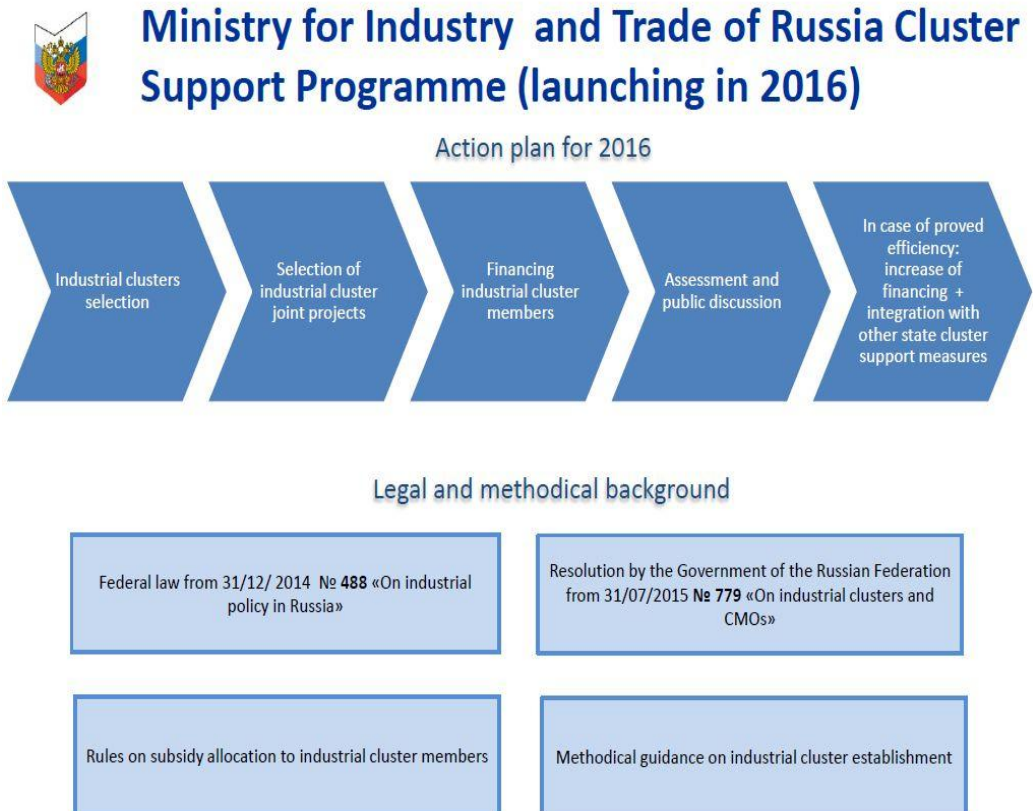 Ministry for Industry and Trade of Russia Cluster
Support Programme (launching in 2016)
Action plan for 2016
Industrial clusters
selection
Selection of
industrial cluster
joint projects
Financing
industrial cluster
members
Assessment and
public discussion
In case of proved
efficiency:
increase of
financing +
integration with
other state cluster
support measures
Legal and methodical background
Federal law from 31/12/ 2014 № 488 «On industrial
policy in Russia»
Resolution by the Government of the Russian Federation
from 31/07/2015 № 779 «On industrial clusters and
CMOs»
Rules on subsidy allocation to industrial cluster members
Methodical guidance on industrial cluster establishment